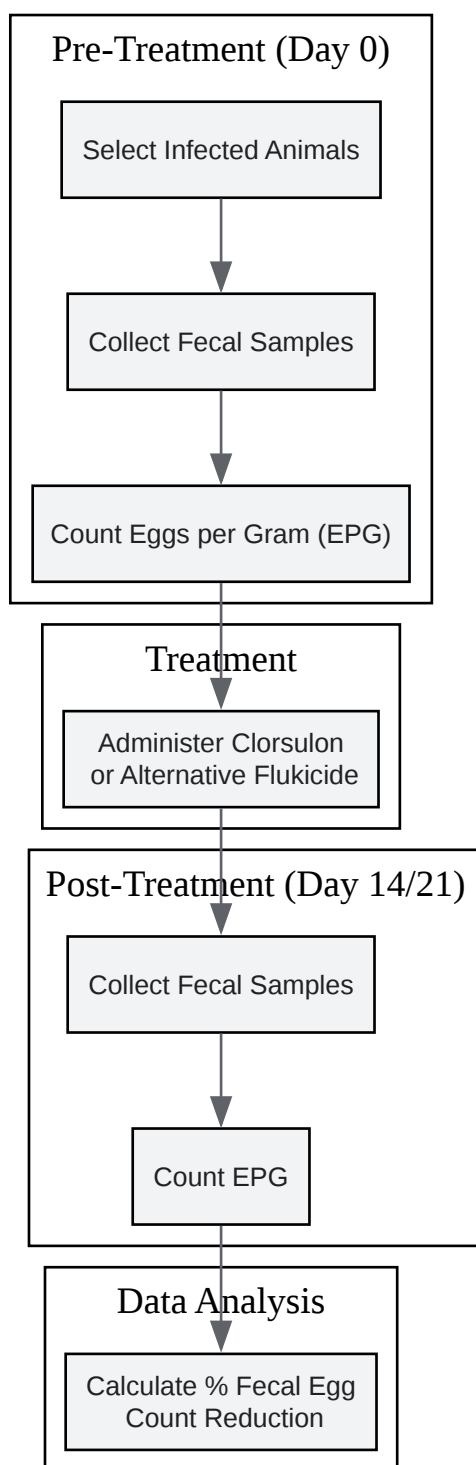 Pre-Treatment (Day 0)
Select Infected Animals
Collect Fecal Samples
Count Eggs per Gram (EPG)
Treatment
Administer Clorsulon
or Alternative Flukicide
Post-Treatment (Day 14/21)
Collect Fecal Samples
Count EPG
Data Analysis
Calculate % Fecal Egg
Count Reduction